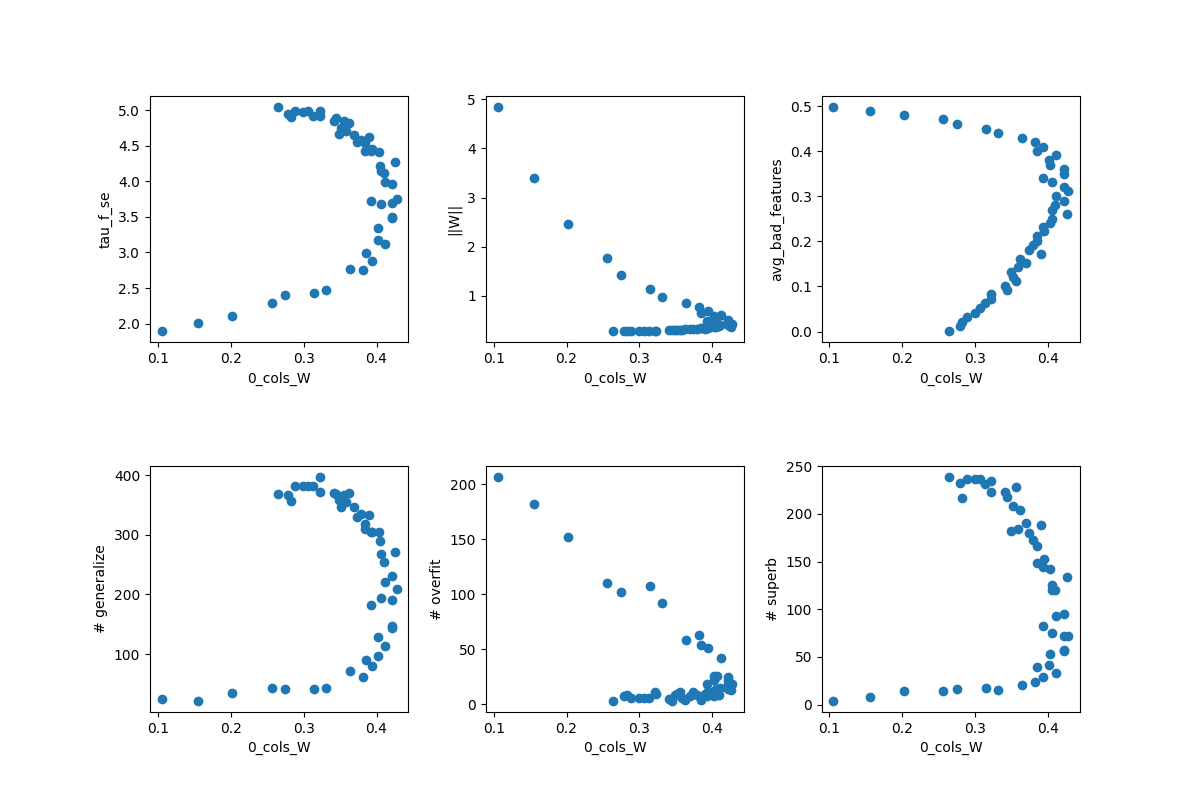 tau_f_se
5.0
4.5
4.0
3.5
3.0
2.5
2.0
0.1 0.2 0.3 0.4
0_cols_W
||W||
5
4
3
2
1
0.1 0.2 0.3 0.4
0_cols_W
avg_bad_features
0.5
0.4
0.3
0.2
0.1
0.0
0.1 0.2 0.3 0.4
0_cols_W
# generalize
400
300
200
100
0.1 0.2 0.3 0.4
0_cols_W
# overfit
200
150
100
50
0
0.1 0.2 0.3 0.4
0_cols_W
# superb
250
200
150
100
50
0
0.1 0.2 0.3 0.4
0_cols_W